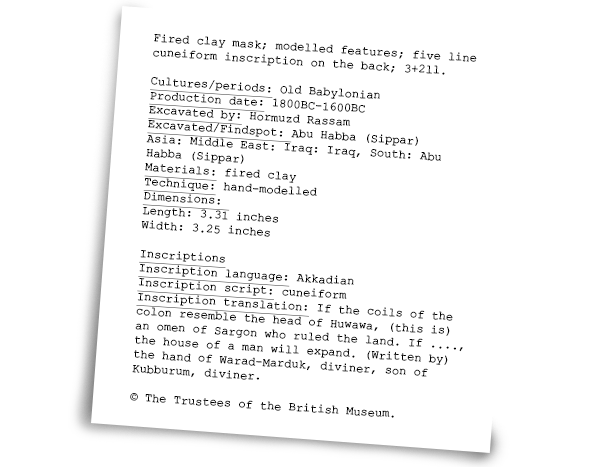 Fired clay mask; modelled features; five line
cuneiform inscription on the back; 3+2ll.
Cultures/periods: Old Babylonian
Production date: 1800BC-1600BC
Excavated by: Hormuzd Rassam
Excavated/Findspot: Abu Habba (Sippar)
Asia: Middle East: Iraq: Iraq, South: Abu
Habba (Sippar)
Materials: fired clay
Technique: hand-modelled
Dimensions:
Length: 3.31 inches
Width: 3.25 inches
Inscriptions
Inscription language: Akkadian
Inscription script: cuneiform
Inscription translation: If the coils of the
colon resemble the head of Huwawa, (this is)
an omen of Sargon who ruled the land. If ....,
the house of a man will expand. (Written by)
the hand of Warad-Marduk, diviner, son of
Kubburum, diviner.
© The Trustees of the British Museum.